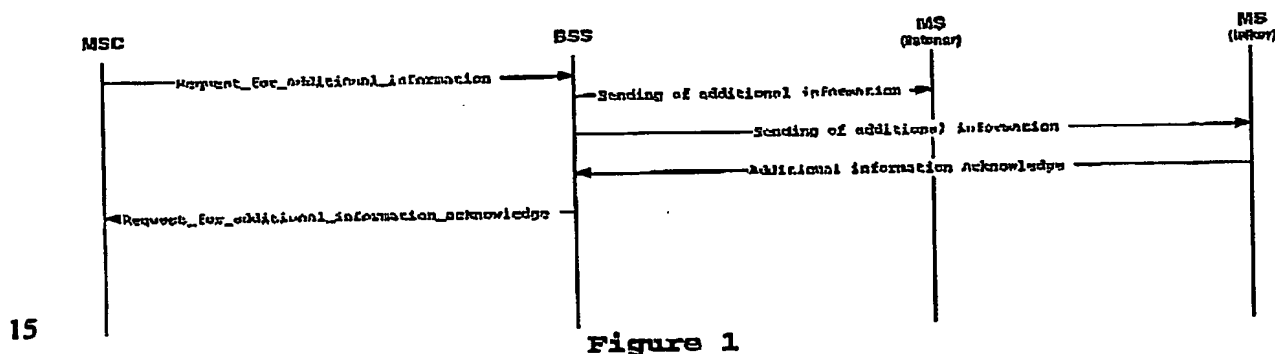 MSC
BSS
MS
MS
Request_for_additional_information
Sending of additional information
Sending of additional information
Additional information Acknowledge
Request_for_additional_information_acknowledge
15
Figure 1